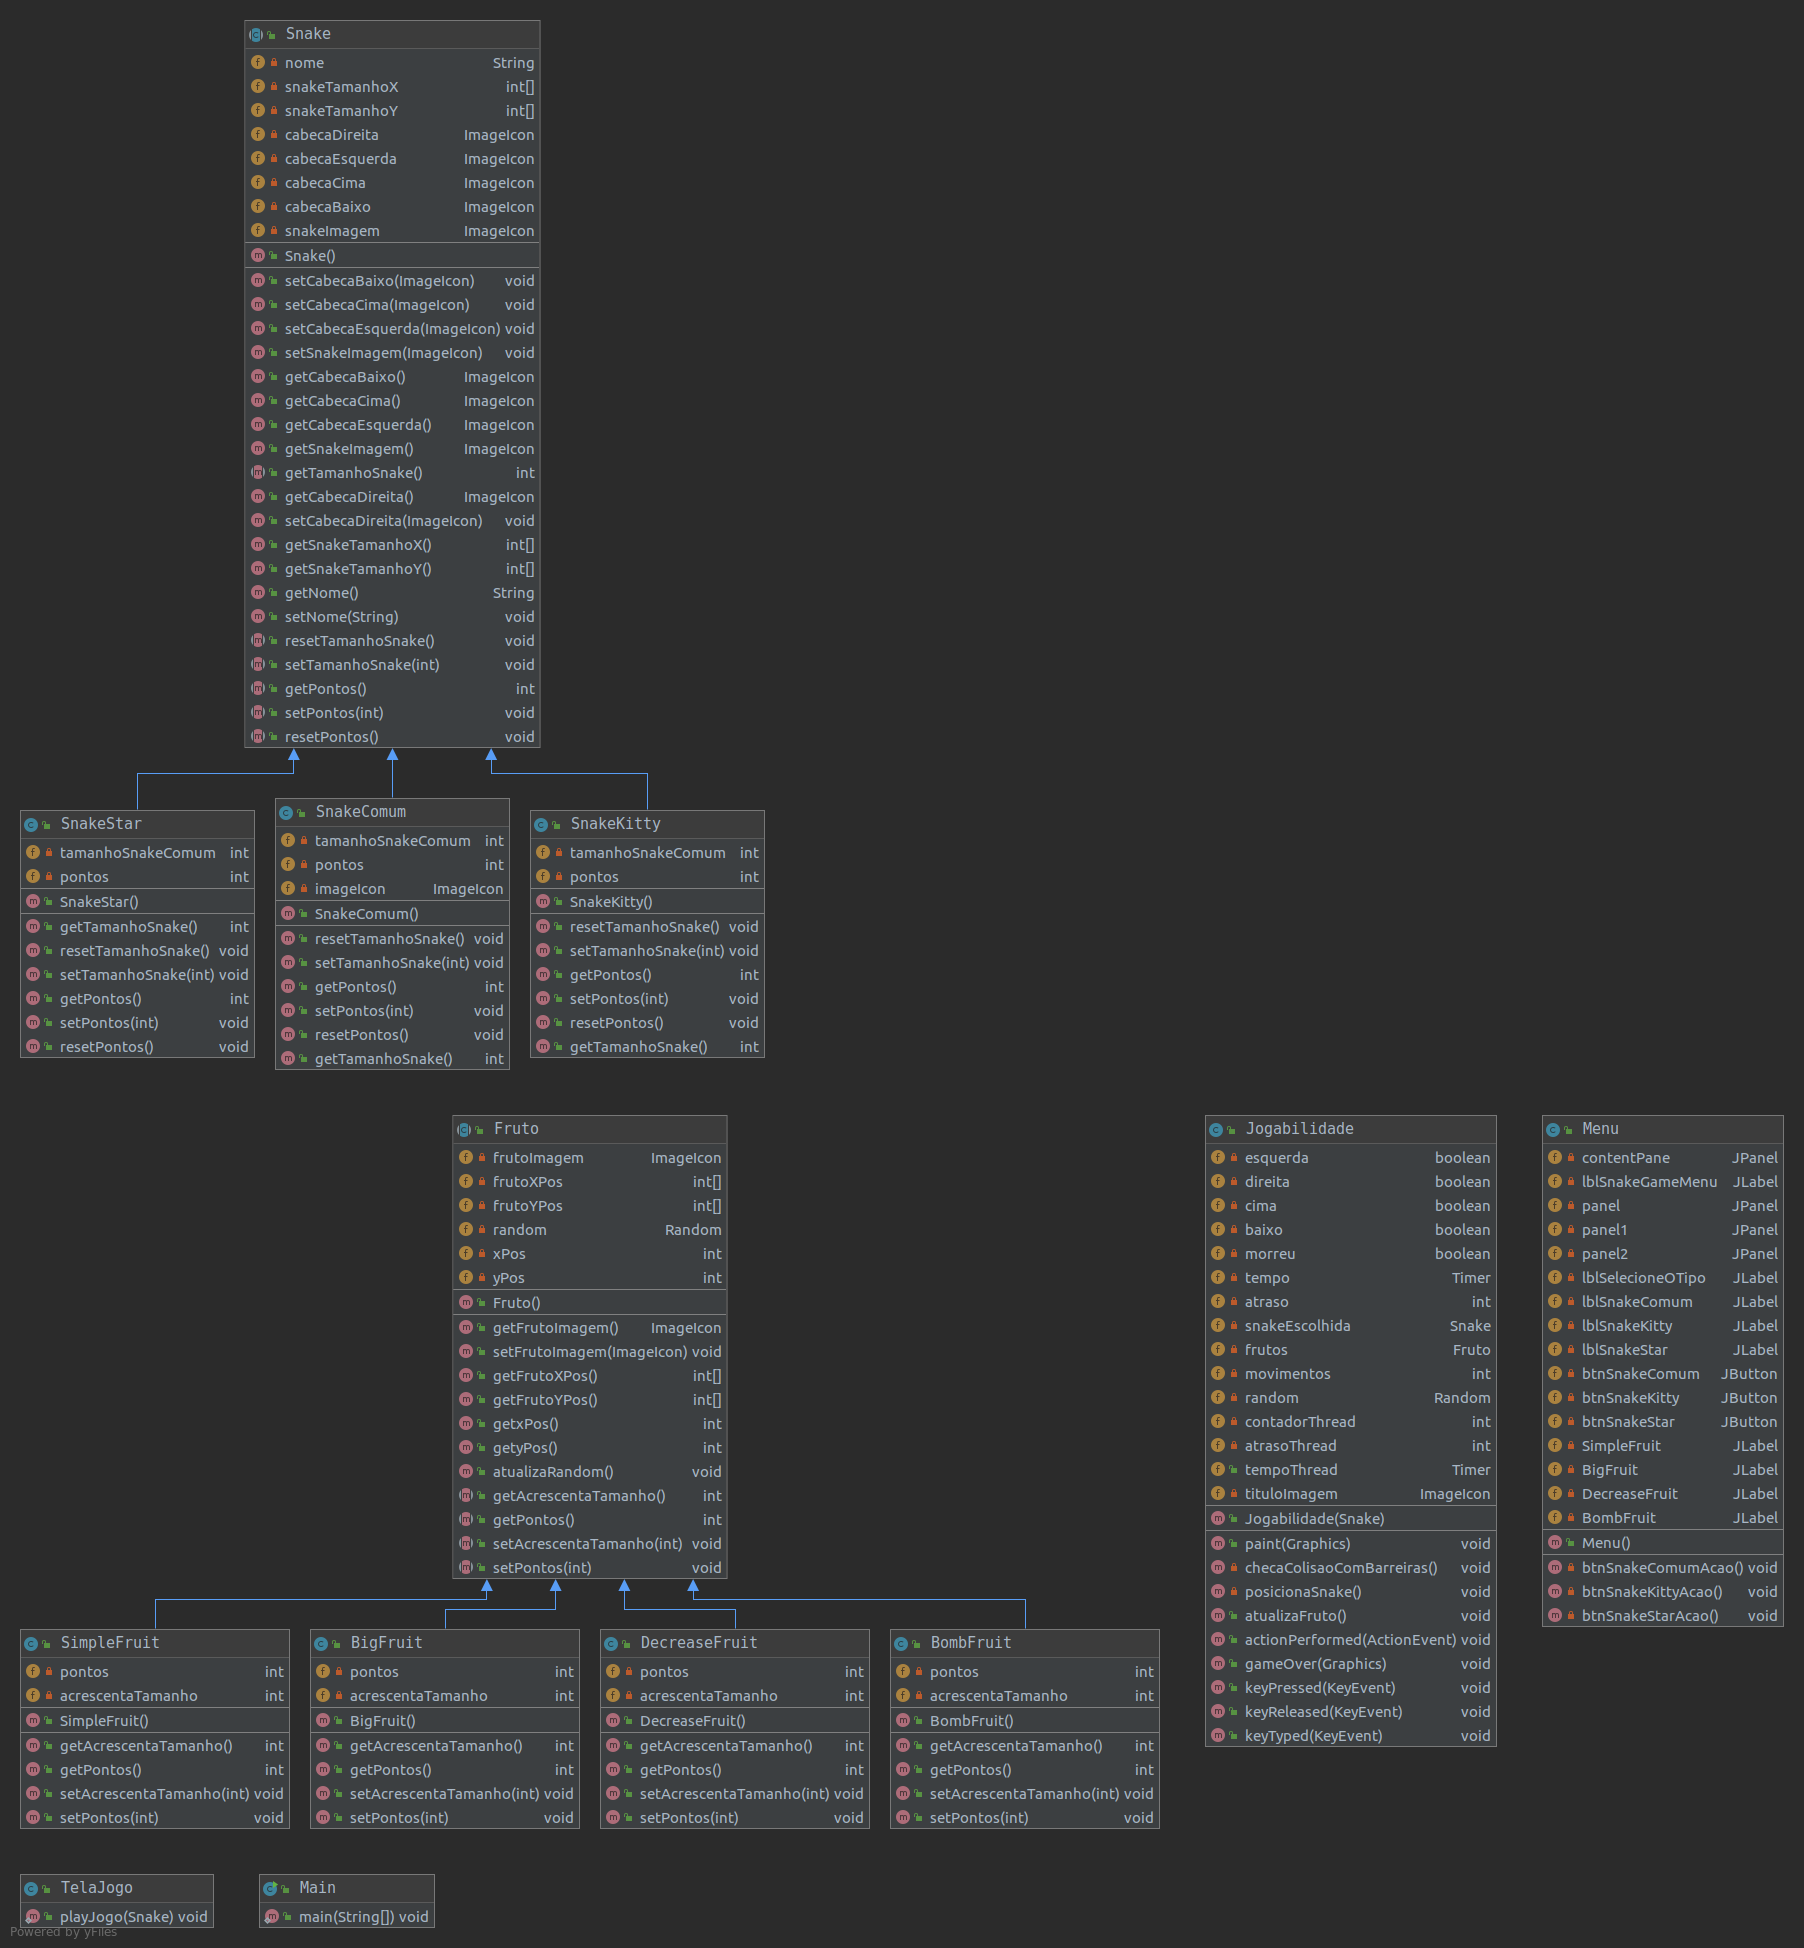 Snake
nome String
snakeTamanhoX int[]
snakeTamanhoY int[]
cabecaDireita ImageIcon
cabecaEsquerda ImageIcon
cabecaCima ImageIcon
cabecaBaixo ImageIcon
snakeImagem ImageIcon
Snake()
setCabecaBaixo(ImageIcon) void
setCabecaCima(ImageIcon) void
setCabecaEsquerda(ImageIcon) void
setSnakeImagem(ImageIcon) void
getCabecaBaixo() ImageIcon
getCabecaCima() ImageIcon
getCabecaEsquerda() ImageIcon
getSnakeImagem() ImageIcon
getTamanhoSnake() int
getCabecaDireita() ImageIcon
setCabecaDireita(ImageIcon) void
getSnakeTamanhoX() int[]
getSnakeTamanhoY() int[]
getNome() String
setNome(String) void
resetTamanhoSnake() void
setTamanhoSnake(int) void
getPontos() int
setPontos(int) void
resetPontos() void
SnakeStar
tamanhoSnakeComum int
pontos int
SnakeStar()
getTamanhoSnake() int
resetTamanhoSnake() void
setTamanhoSnake(int) void
getPontos() int
setPontos(int) void
resetPontos() void
SnakeComum
tamanhoSnakeComum int
pontos int
imageIcon ImageIcon
SnakeComum()
resetTamanhoSnake() void
setTamanhoSnake(int) void
getPontos() int
setPontos(int) void
resetPontos() void
getTamanhoSnake() int
SnakeKitty
tamanhoSnakeComum int
pontos int
SnakeKitty()
resetTamanhoSnake() void
setTamanhoSnake(int) void
getPontos() int
setPontos(int) void
resetPontos() void
getTamanhoSnake() int
Fruto
frutoImagem ImageIcon
frutoXPos int[]
frutoYPos int[]
random Random
xPos int
yPos int
Fruto()
getFrutoImagem() ImageIcon
setFrutoImagem(ImageIcon) void
getFrutoXPos() int[]
getFrutoYPos() int[]
getxPos() int
getyPos() int
atualizaRandom() void
getAcrescentaTamanho() int
getPontos() int
setAcrescentaTamanho(int) void
setPontos(int) void
Jogabilidade
esquerda boolean
direita boolean
cima boolean
baixo boolean
morreu boolean
tempo Timer
atraso int
snakeEscolhida Snake
frutos Fruto
movimentos int
random Random
contadorThread int
atrasoThread int
tempoThread Timer
tituloImagem ImageIcon
Jogabilidade(Snake)
paint(Graphics) void
checaColisaoComBarreiras() void
posicionaSnake() void
atualizaFruto() void
actionPerformed(ActionEvent) void
gameOver(Graphics) void
keyPressed(KeyEvent) void
keyReleased(KeyEvent) void
keyTyped(KeyEvent) void
Menu
contentPane JPanel
lblSnakeGameMenu JLabel
panel JPanel
panel1 JPanel
panel2 JPanel
lblSelecioneOTipo JLabel
lblSnakeComum JLabel
lblSnakeKitty JLabel
lblSnakeStar JLabel
btnSnakeComum JButton
btnSnakeKitty JButton
btnSnakeStar JButton
SimpleFruit JLabel
BigFruit JLabel
DecreaseFruit JLabel
BombFruit JLabel
Menu()
btnSnakeComumAcao() void
btnSnakeKittyAcao() void
btnSnakeStarAcao() void
SimpleFruit
pontos int
acrescentaTamanho int
SimpleFruit()
getAcrescentaTamanho() int
getPontos() int
setAcrescentaTamanho(int) void
setPontos(int) void
BigFruit
pontos int
acrescentaTamanho int
BigFruit()
getAcrescentaTamanho() int
getPontos() int
setAcrescentaTamanho(int) void
setPontos(int) void
DecreaseFruit
pontos int
acrescentaTamanho int
DecreaseFruit()
getAcrescentaTamanho() int
getPontos() int
setAcrescentaTamanho(int) void
setPontos(int) void
BombFruit
pontos int
acrescentaTamanho int
BombFruit()
getAcrescentaTamanho() int
getPontos() int
setAcrescentaTamanho(int) void
setPontos(int) void
TelaJogo
playJogo(Snake) void
Main
main(String[]) void
Powered by yFiles